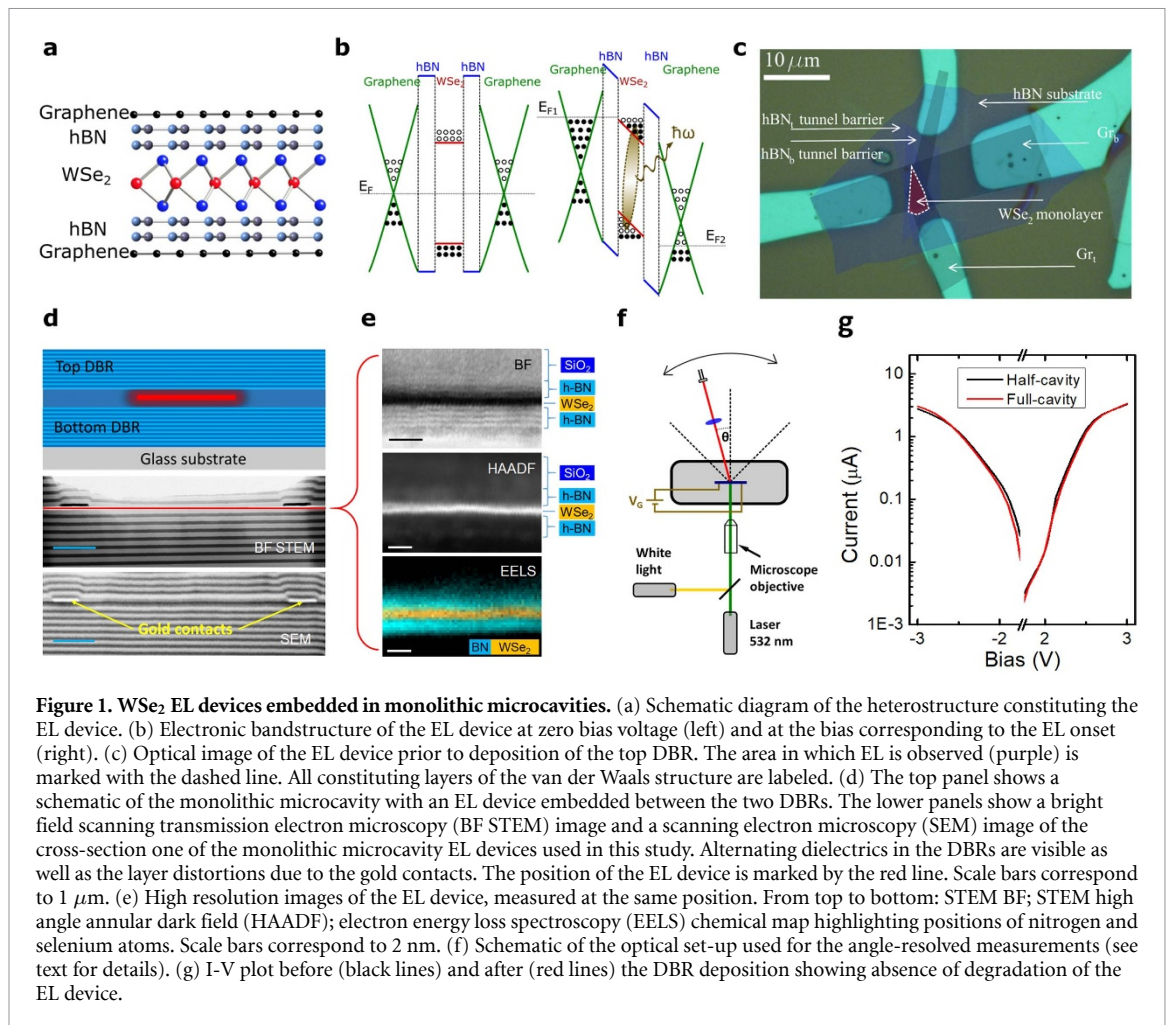 a
Graphene
hBN
WSe2
hBN
Graphene
b
hBN
hBN
Graphene
WSe2
Graphene
EF
hBN
hBN
Graphene
WSe2
EF1
ħω
EF2
c
10 μm
hBN substrate
hBNt tunnel barrier
hBNb tunnel barrier
Grb
WSe2 monolayer
Grt
d
Top DBR
Bottom DBR
Glass substrate
BF STEM
Gold contacts
SEM
e
BF
SiO2
h-BN
WSe2
h-BN
HAADF
SiO2
h-BN
WSe2
h-BN
EELS
BN WSe2
f
θ
VG
White
light
Microscope
objective
Laser
532 nm
g
10
1
0.1
0.01
1E-3
Current (μA)
Half-cavity
Full-cavity
-3 -2 2 3
Bias (V)
Figure 1. WSe2 EL devices embedded in monolithic microcavities. (a) Schematic diagram of the heterostructure constituting the
EL device. (b) Electronic bandstructure of the EL device at zero bias voltage (left) and at the bias corresponding to the EL onset
(right). (c) Optical image of the EL device prior to deposition of the top DBR. The area in which EL is observed (purple) is
marked with the dashed line. All constituting layers of the van der Waals structure are labeled. (d) The top panel shows a
schematic of the monolithic microcavity with an EL device embedded between the two DBRs. The lower panels show a bright
field scanning transmission electron microscopy (BF STEM) image and a scanning electron microscopy (SEM) image of the
cross-section one of the monolithic microcavity EL devices used in this study. Alternating dielectrics in the DBRs are visible as
well as the layer distortions due to the gold contacts. The position of the EL device is marked by the red line. Scale bars correspond
to 1 μm. (e) High resolution images of the EL device, measured at the same position. From top to bottom: STEM BF; STEM high
angle annular dark field (HAADF); electron energy loss spectroscopy (EELS) chemical map highlighting positions of nitrogen and
selenium atoms. Scale bars correspond to 2 nm. (f) Schematic of the optical set-up used for the angle-resolved measurements (see
text for details). (g) I-V plot before (black lines) and after (red lines) the DBR deposition showing absence of degradation of the
EL device.